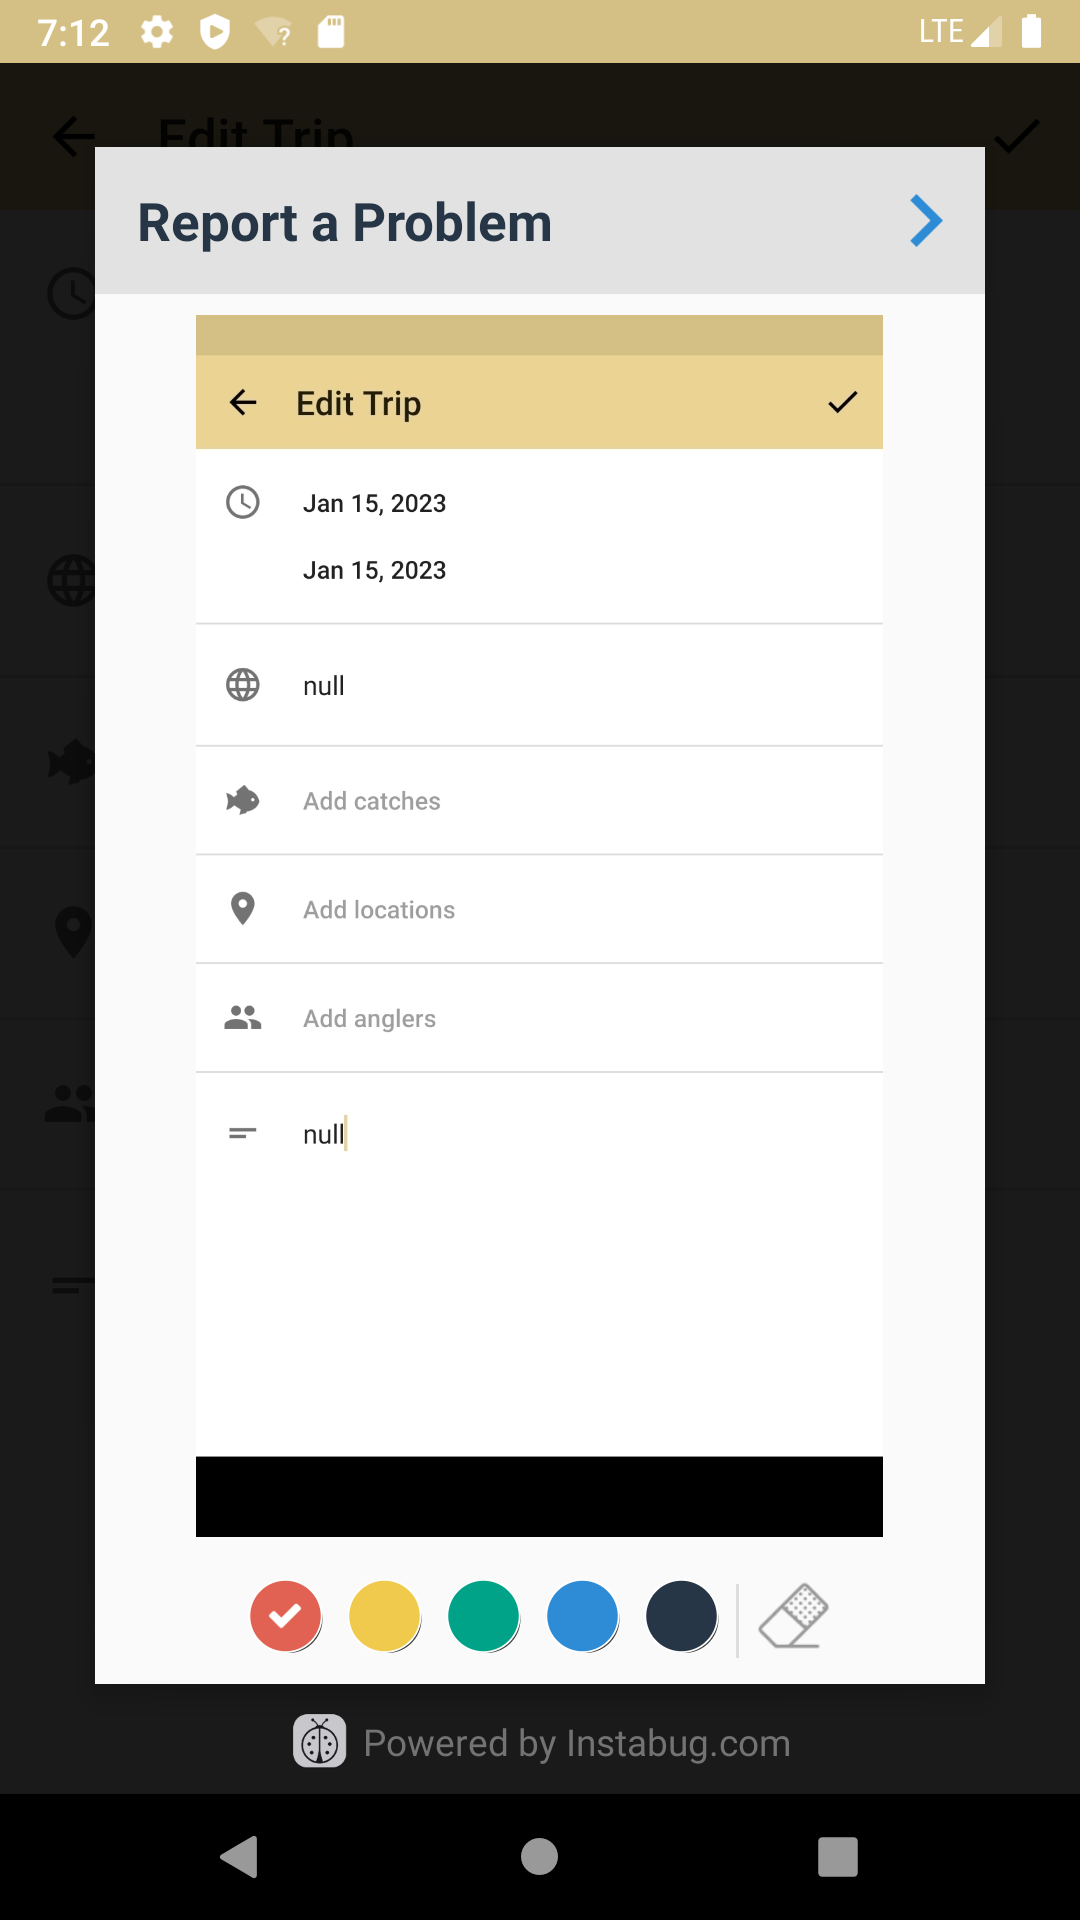 7:12
LTE
Edit Trip
Report a Problem
Edit Trip
Jan 15, 2023
Jan 15, 2023
null
Add catches
Add locations
Add anglers
null
Powered by Instabug.com